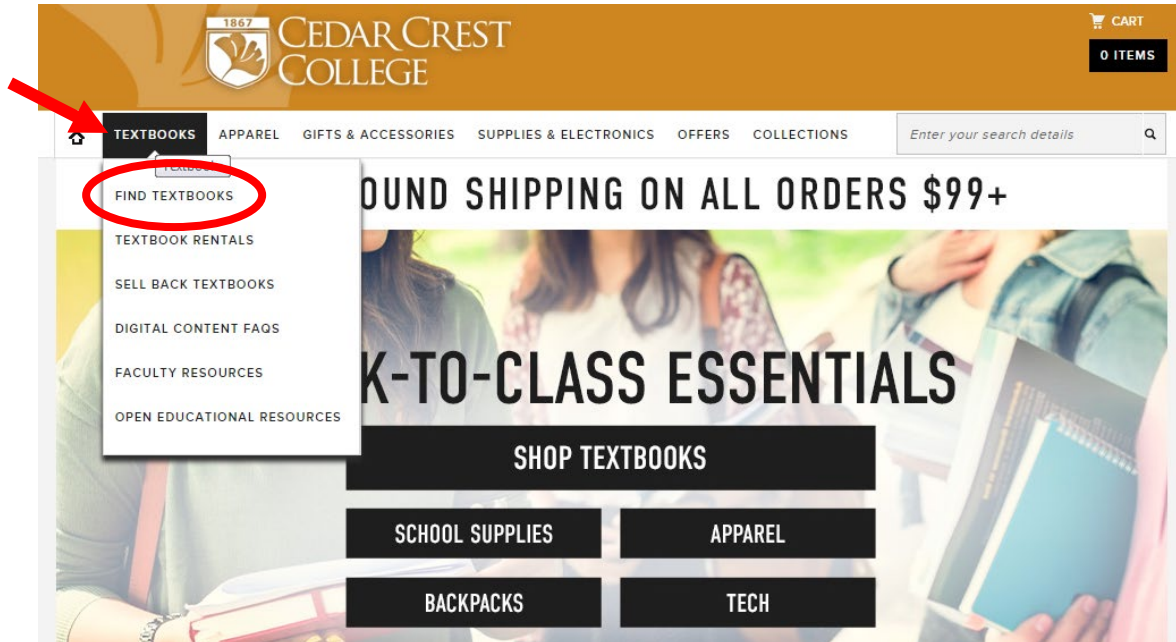 1867
CEDAR CREST
COLLEGE
CART
0 ITEMS
TEXTBOOKS APPAREL GIFTS & ACCESSORIES SUPPLIES & ELECTRONICS OFFERS COLLECTIONS Enter your search details
FIND TEXTBOOKS
TEXTBOOK RENTALS
SELL BACK TEXTBOOKS
DIGITAL CONTENT FAQS
FACULTY RESOURCES
OPEN EDUCATIONAL RESOURCES
OUND SHIPPING ON ALL ORDERS $99+
K-TO-CLASS ESSENTIALS
SHOP TEXTBOOKS
SCHOOL SUPPLIES
APPAREL
BACKPACKS
TECH